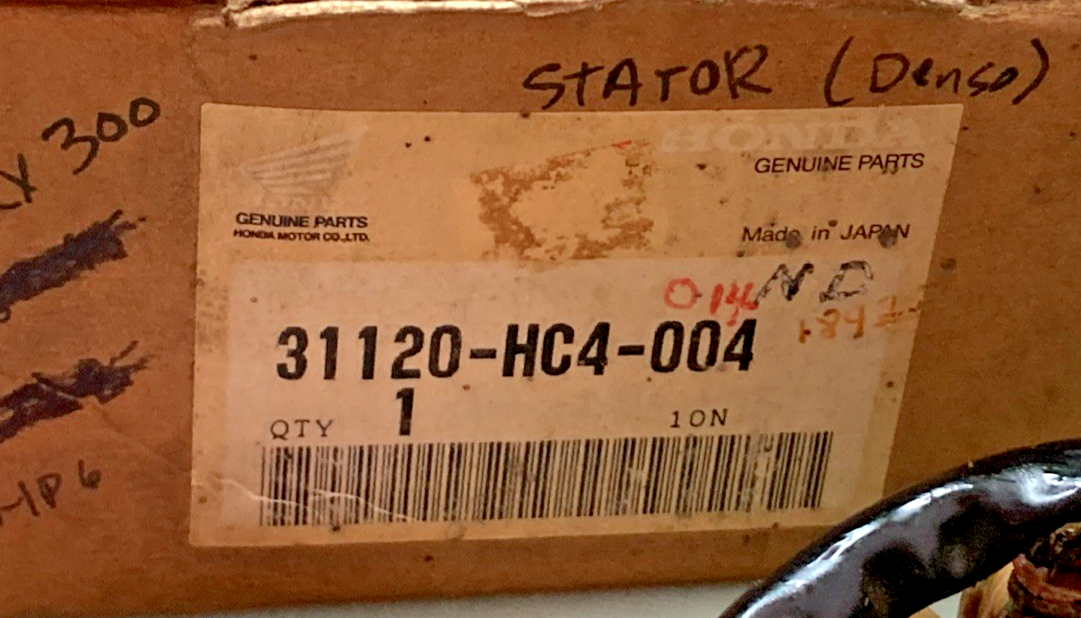 STATOR (Denso)
300
HONDA
GENUINE PARTS
GENUINE PARTS
HONDA MOTOR CO.,LTD.
Made in JAPAN
ND
31120-HC4-004
QTY 1 10N